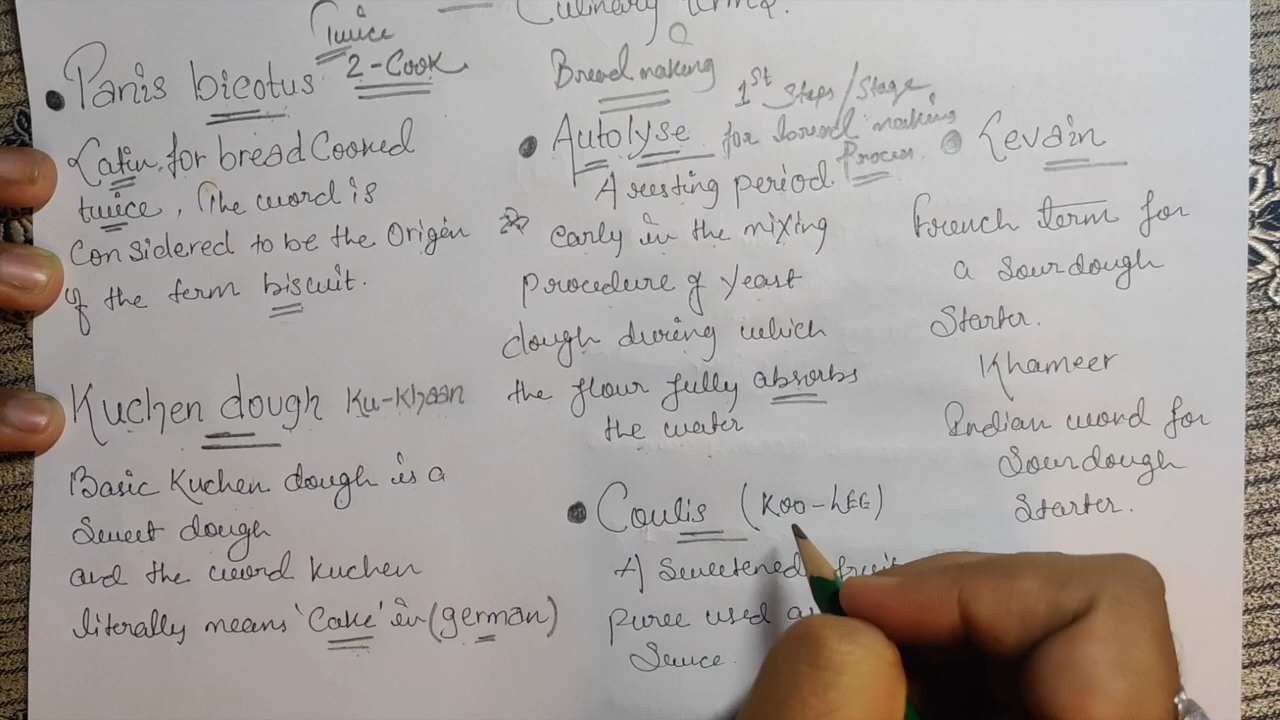 Culinary terms.
Twice
2-Cook
Panis bicotus
Latin for bread Cooked
twice, The word is
Considered to be the Origin
of the term biscuit.
Kuchen dough Ku-Khaan
Basic Kuchen dough is a
Sweet dough
and the word kuchen
literally means 'Cake' in (german)
Bread making
1st Steps/Stage
for bread making
Process.
Autolyse
A resting period
early in the mixing
procedure of yeast
dough during which
the flour fully absorbs
the water
Coulis (KOO-LEE)
A sweetened fruit
puree used as
Sauce.
Levain
French term for
a Sourdough
Starter.
Khameer
Indian word for
Sourdough
Starter.